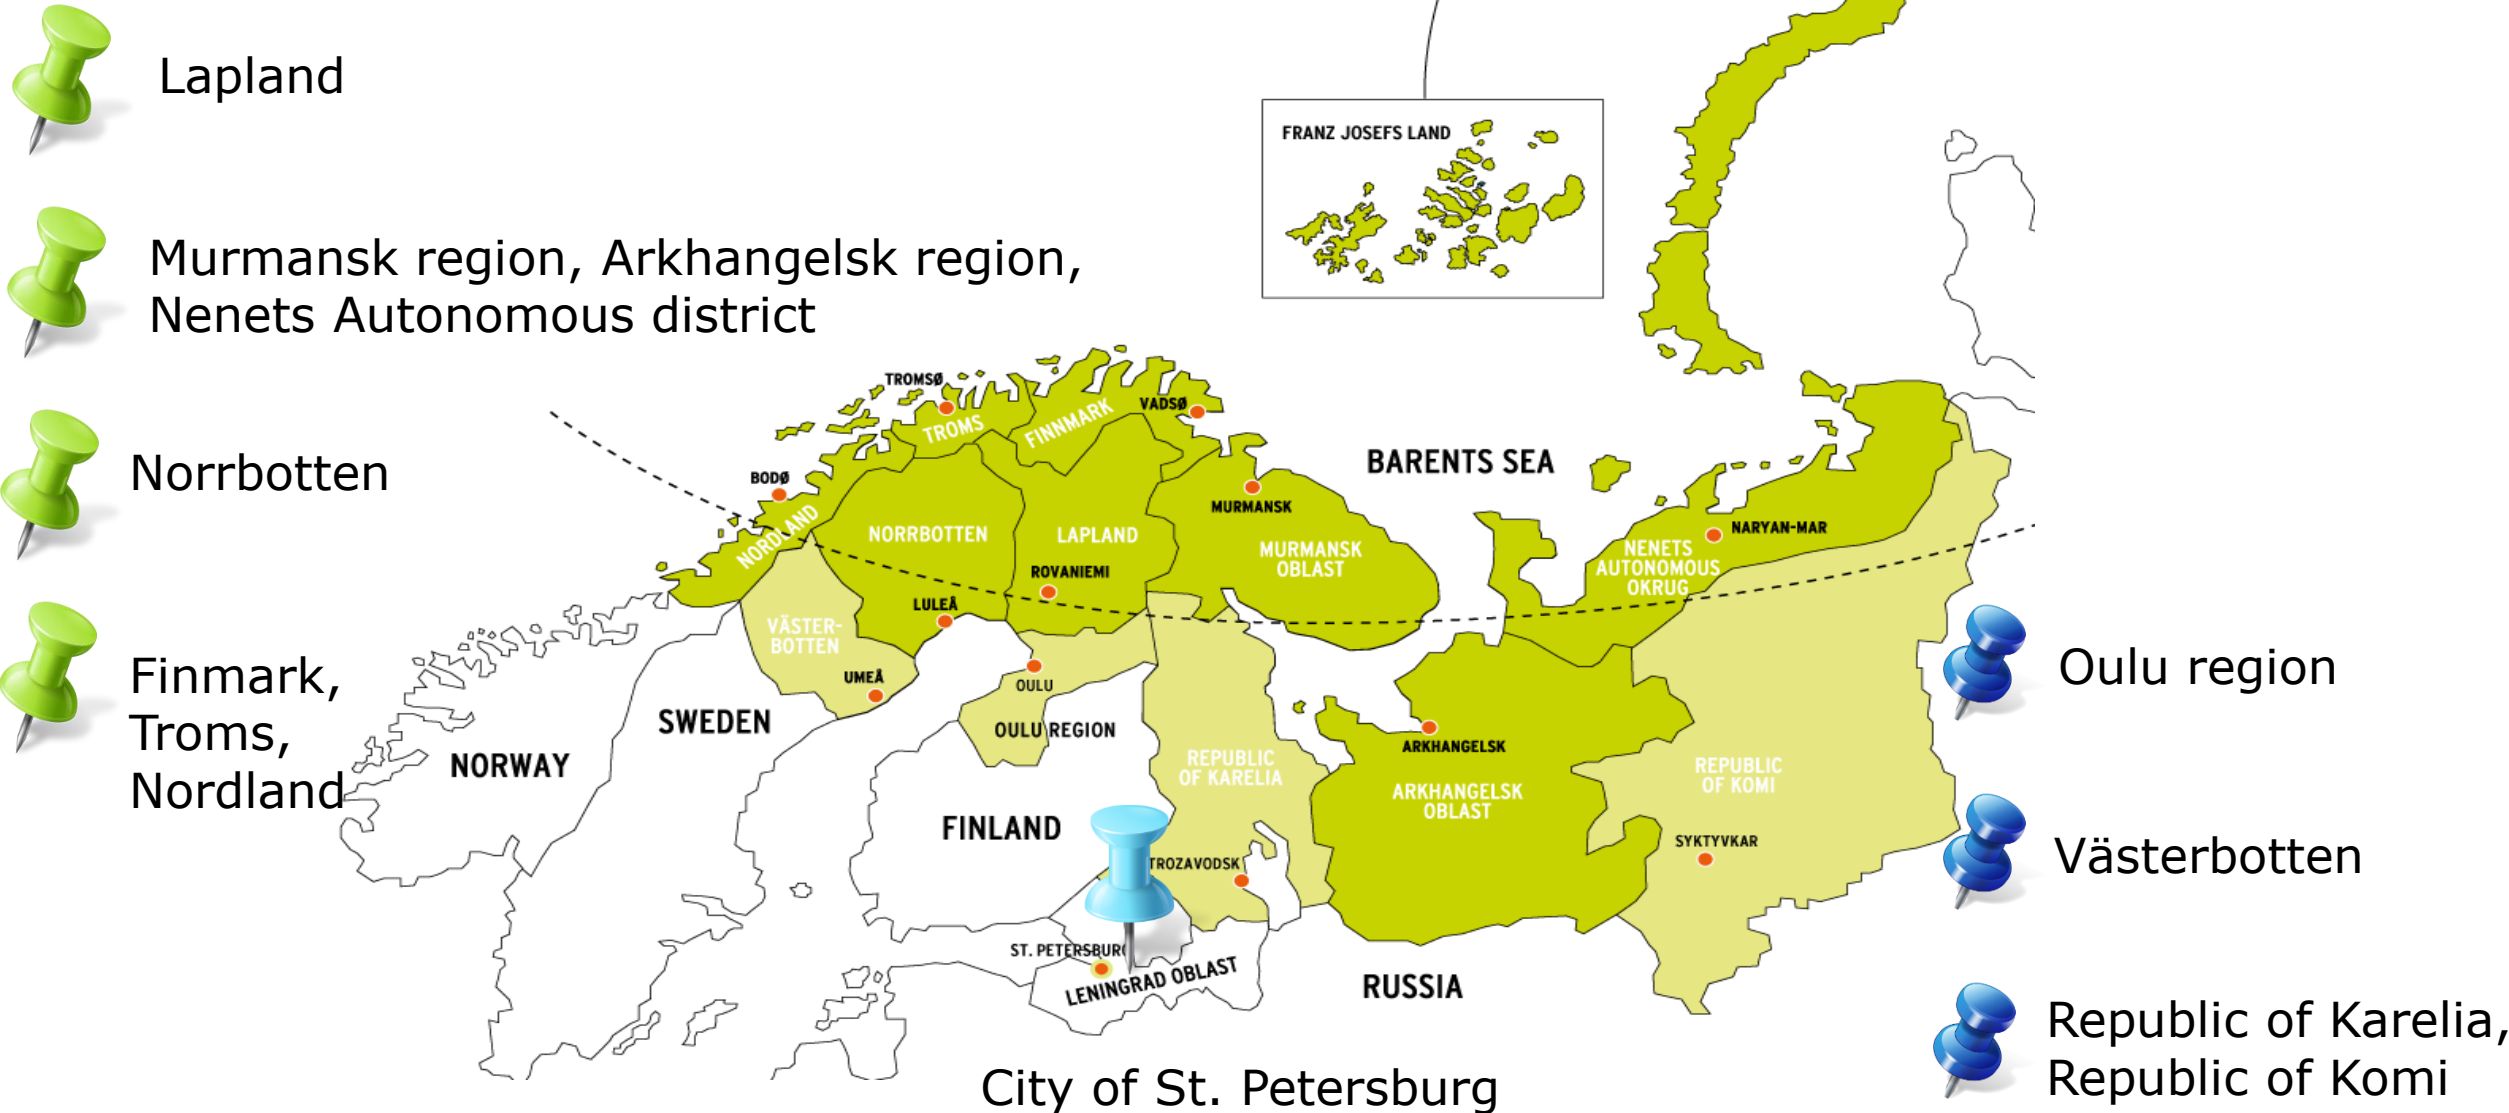 Lapland
FRANZ JOSEFS LAND
Murmansk region, Arkhangelsk region,
Nenets Autonomous district
TROMSØ
VADSØ
TROMS
FINNMARK
Norrbotten
BARENTS SEA
BODØ
MURMANSK
NORDLAND
NORRBOTTEN
LAPLAND
NARYAN-MAR
MURMANSK
OBLAST
NENETS
AUTONOMOUS
OKRUG
ROVANIEMI
LULEÅ
VÄSTER-
BOTTEN
UMEÅ
OULU
Finmark,
Troms,
Nordland
Oulu region
SWEDEN
OULU REGION
NORWAY
ARKHANGELSK
REPUBLIC
OF KARELIA
REPUBLIC
OF KOMI
ARKHANGELSK
OBLAST
FINLAND
SYKTYVKAR
TROZAVODSK
Västerbotten
ST. PETERSBURG
LENINGRAD OBLAST
RUSSIA
Republic of Karelia,
Republic of Komi
City of St. Petersburg